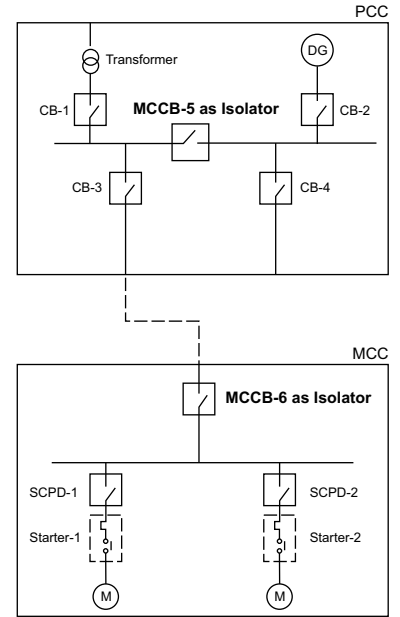 PCC
DG
Transformer
CB-1
MCCB-5 as Isolator
CB-2
CB-3
CB-4
MCC
MCCB-6 as Isolator
SCPD-1
SCPD-2
Starter-1
Starter-2
M
M